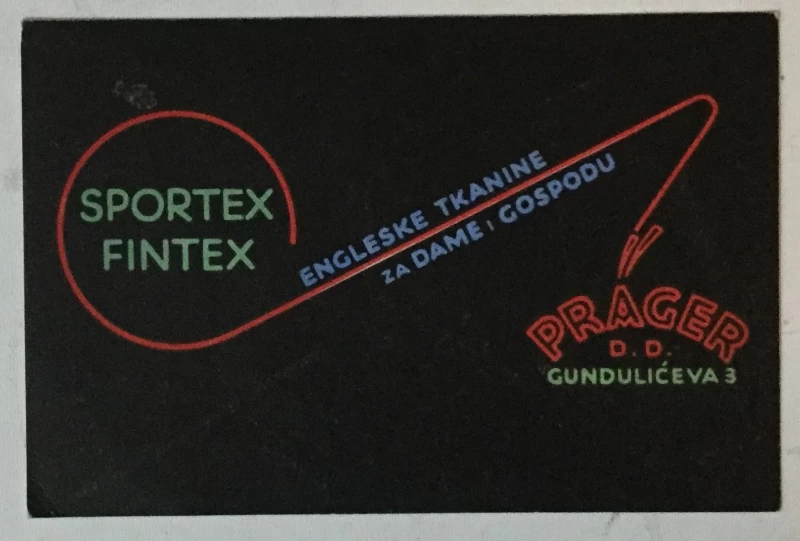 SPORTEX
FINTEX
ENGLESKE TKANINE
ZA DAME I GOSPODU
PRAGER
D. D.
GUNDULIĆEVA 3